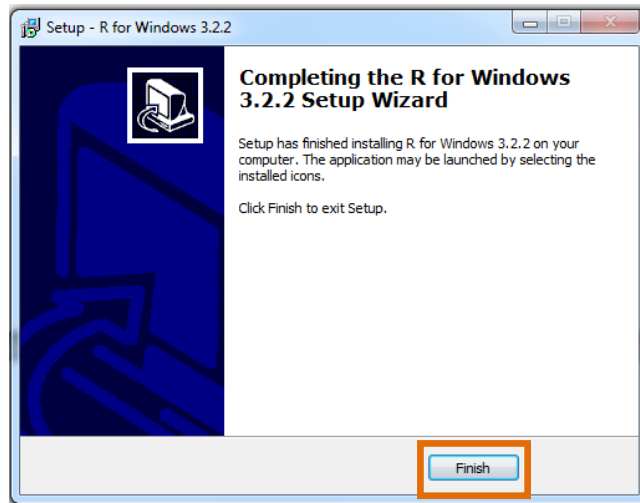 Setup - R for Windows 3.2.2
Completing the R for Windows
3.2.2 Setup Wizard
Setup has finished installing R for Windows 3.2.2 on your
computer. The application may be launched by selecting the
installed icons.
Click Finish to exit Setup.
Finish